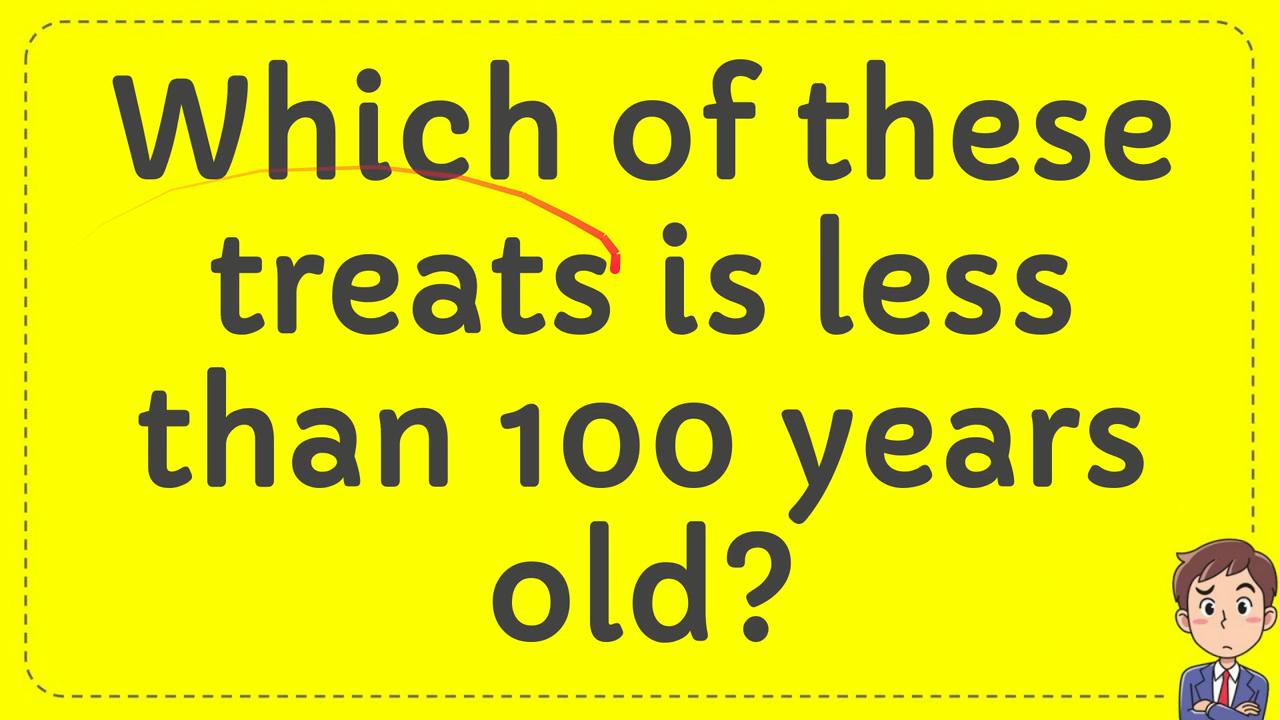 Which of these
treats is less
than 100 years
old?